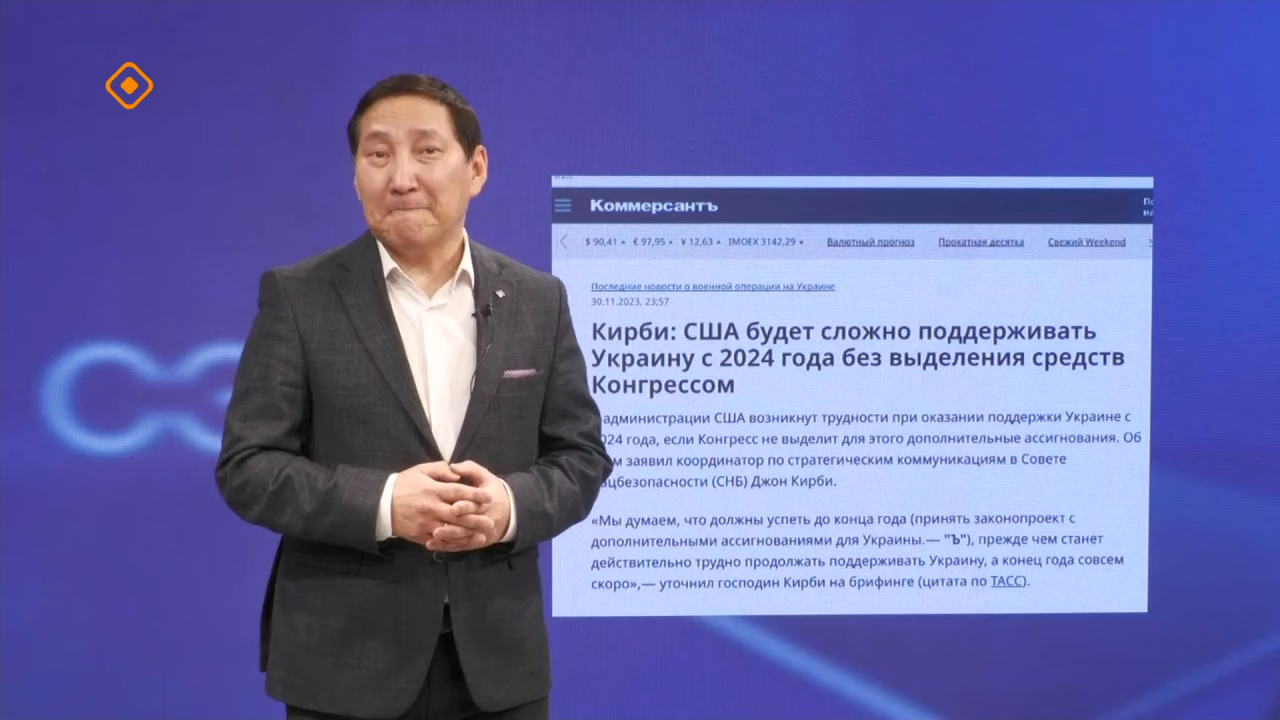 Коммерсантъ
$ 90,41 ▲ € 97,95 ▲ ¥ 12,63 ▲ IMOEX 3142,29 ▼ Валютный прогноз Прокатная десятка Свежий Weekend
Последние новости о военной операции на Украине
30.11.2023, 23:57
Кирби: США будет сложно поддерживать
Украину с 2024 года без выделения средств
Конгрессом
администрации США возникнут трудности при оказании поддержки Украине с
024 года, если Конгресс не выделит для этого дополнительные ассигнования. Об
м заявил координатор по стратегическим коммуникациям в Совете
ацбезопасности (СНБ) Джон Кирби.
«Мы думаем, что должны успеть до конца года (принять законопроект с
дополнительными ассигнованиями для Украины.— "Ъ"), прежде чем станет
действительно трудно продолжать поддерживать Украину, а конец года совсем
скоро»,— уточнил господин Кирби на брифинге (цитата по ТАСС).